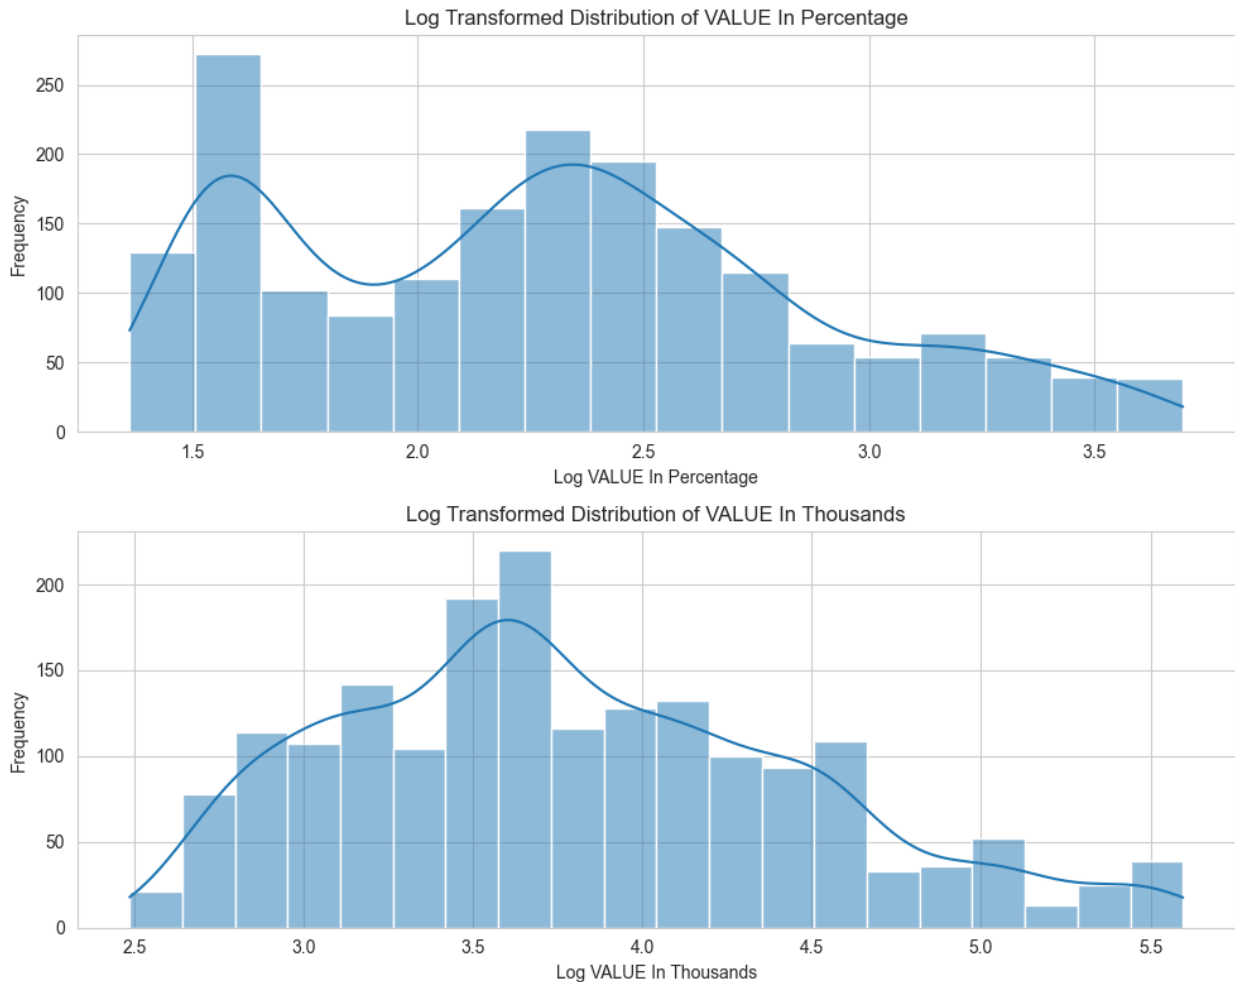 Log Transformed Distribution of VALUE In Percentage
250
200
150
100
50
0
Frequency
1.5 2.0 2.5 3.0 3.5
Log VALUE In Percentage
Log Transformed Distribution of VALUE In Thousands
200
150
100
50
0
Frequency
2.5 3.0 3.5 4.0 4.5 5.0 5.5
Log VALUE In Thousands